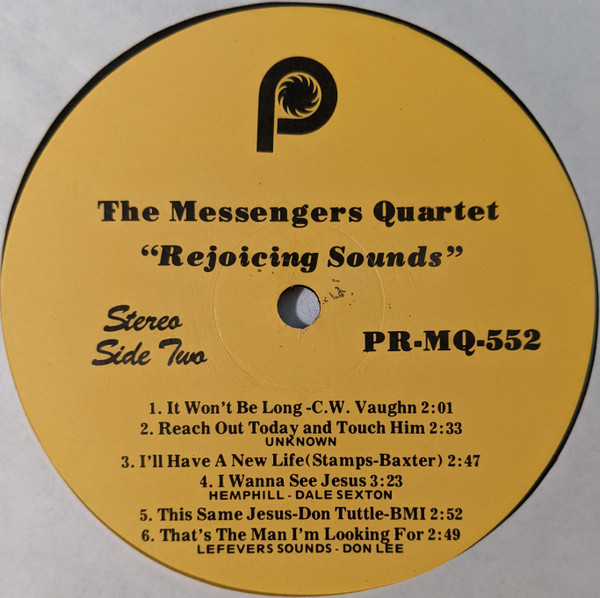 P
The Messengers Quartet
"Rejoicing Sounds"
Stereo
Side Two
PR-MQ-552
1. It Won't Be Long -C.W. Vaughn 2:01
2. Reach Out Today and Touch Him 2:33
UNKNOWN
3. I'll Have A New Life(Stamps-Baxter) 2:47
4. I Wanna See Jesus 3:23
HEMPHILL - DALE SEXTON
5. This Same Jesus-Don Tuttle-BMI 2:52
6. That's The Man I'm Looking For 2:49
LEFEVERS SOUNDS - DON LEE